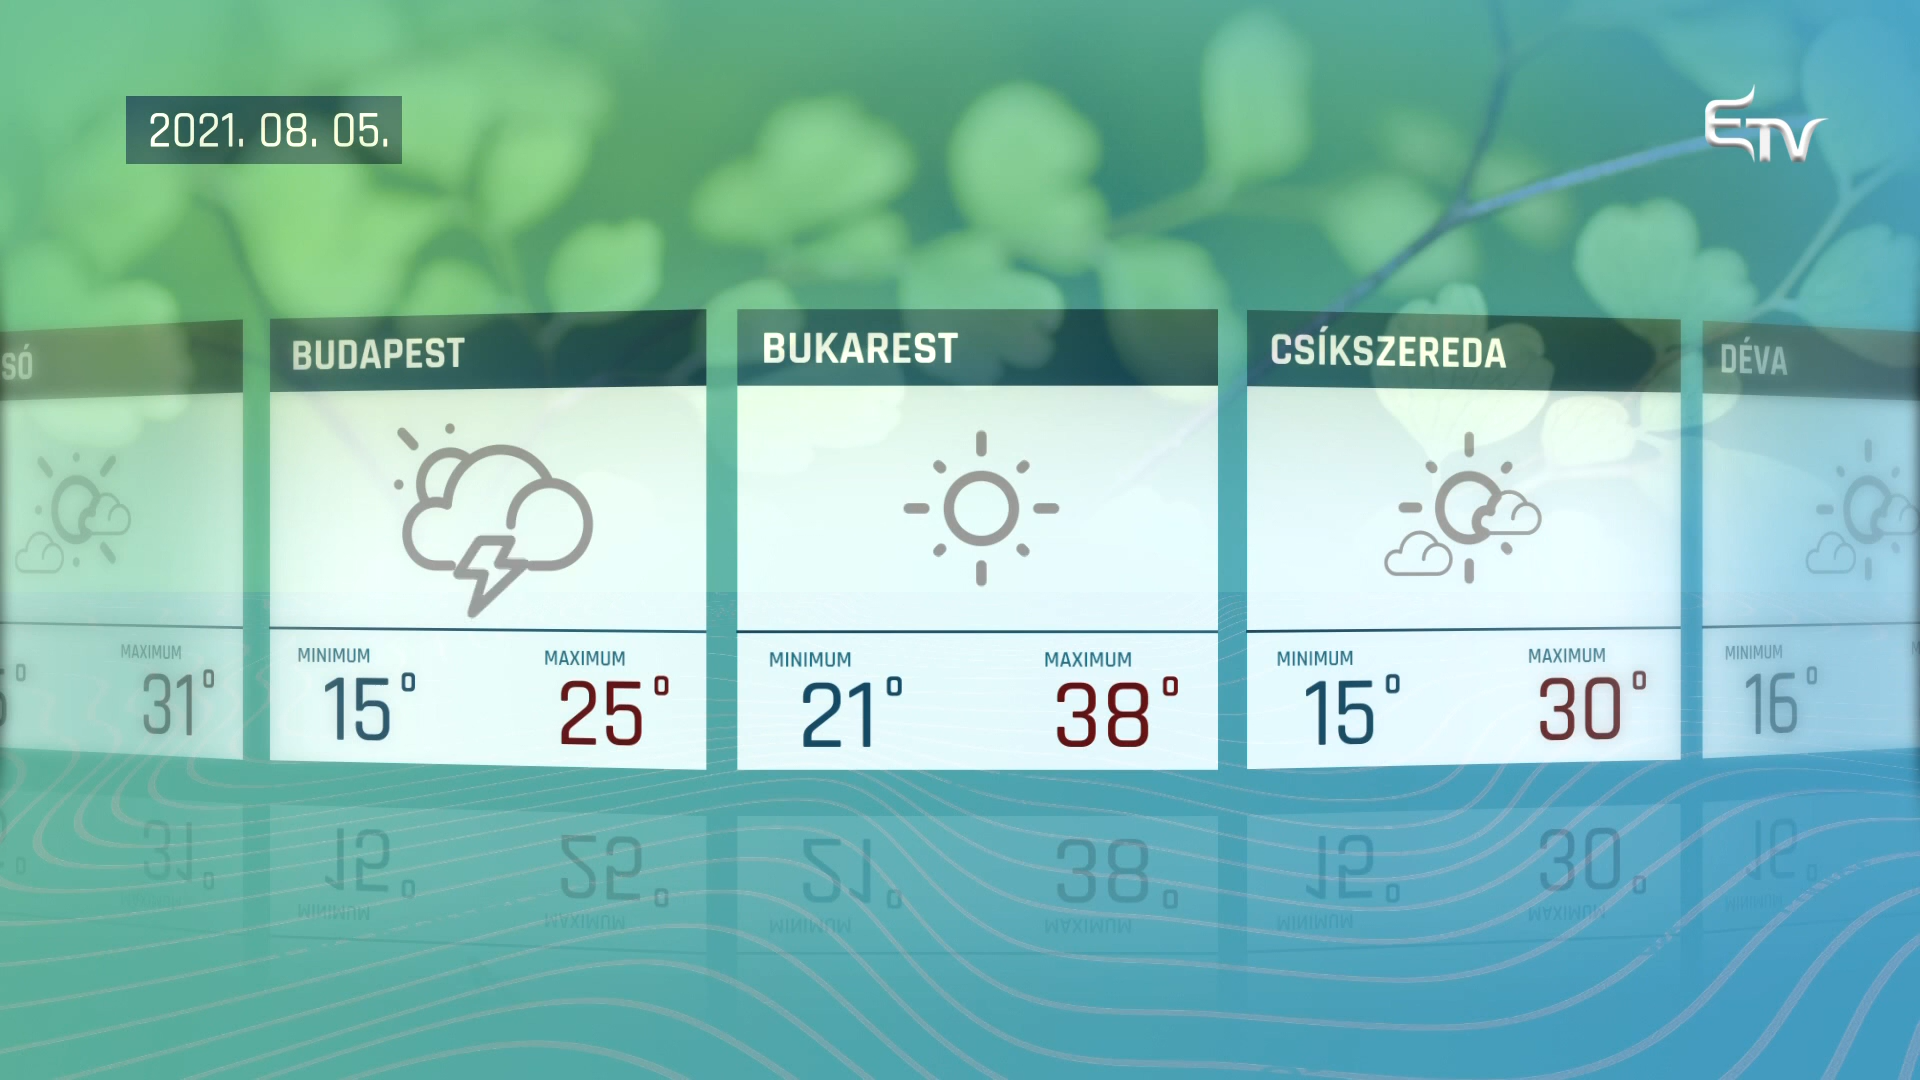 2021. 08. 05.
ETV
SÓ
MAXIMUM
31°
BUDAPEST
MINIMUM
15°
MAXIMUM
25°
BUKAREST
MINIMUM
21°
MAXIMUM
38°
CSÍKSZEREDA
MINIMUM
15°
MAXIMUM
30°
DÉVA
MINIMUM
16°